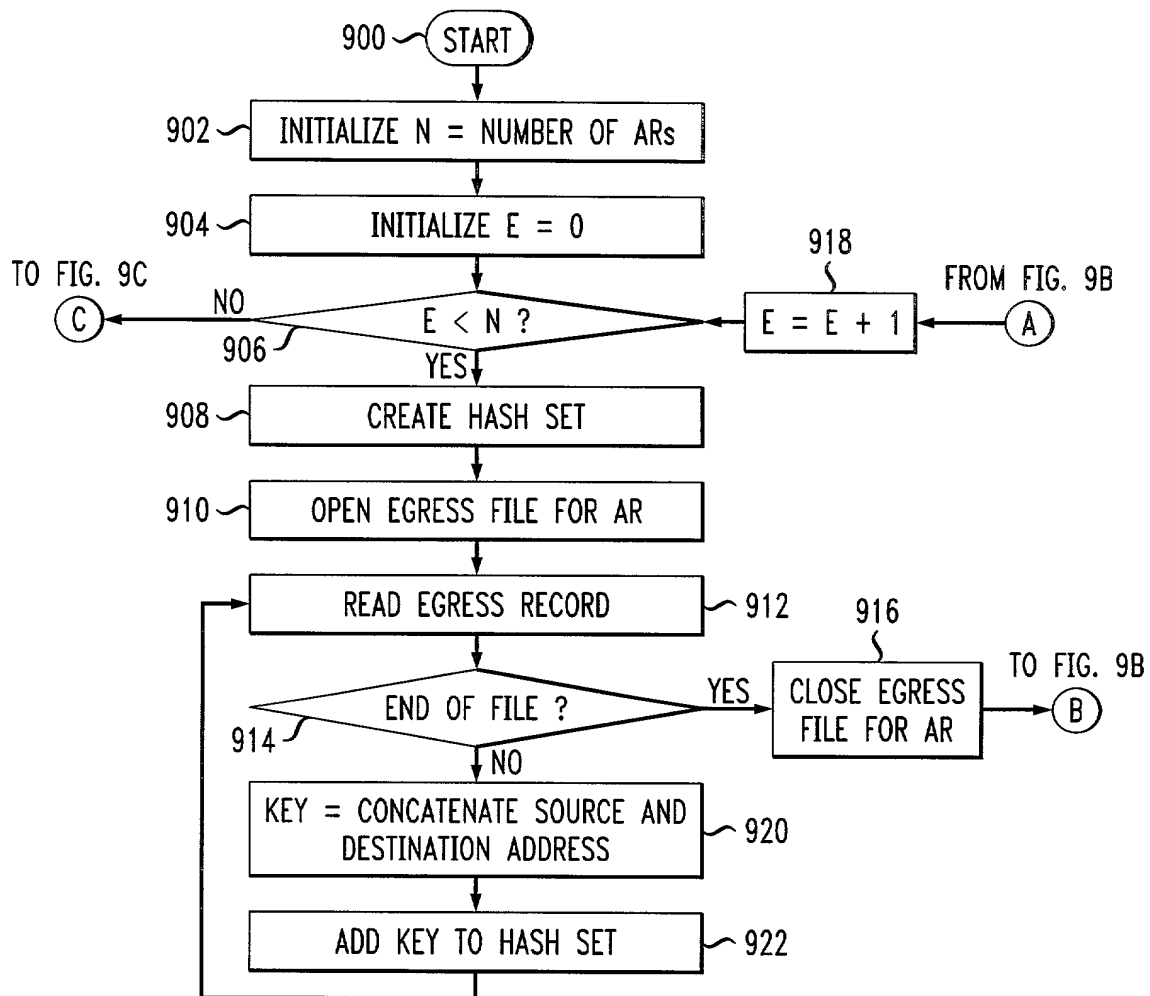 900
START
902
INITIALIZE N = NUMBER OF ARs
904
INITIALIZE E = 0
918
TO FIG. 9C
FROM FIG. 9B
C
NO
E < N ?
E = E + 1
A
906
YES
908
CREATE HASH SET
910
OPEN EGRESS FILE FOR AR
READ EGRESS RECORD
912
916
TO FIG. 9B
END OF FILE ?
YES
CLOSE EGRESS
FILE FOR AR
B
914
NO
KEY = CONCATENATE SOURCE AND
DESTINATION ADDRESS
920
ADD KEY TO HASH SET
922